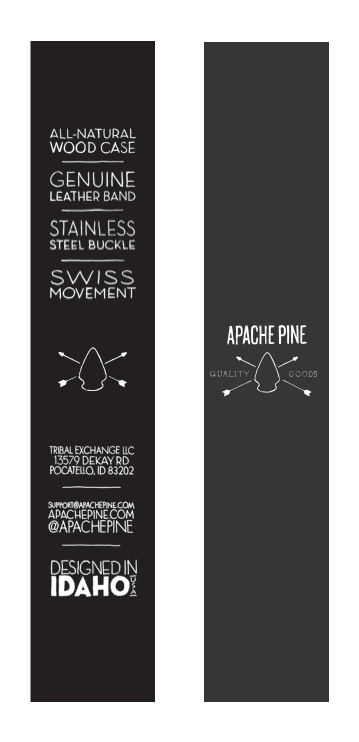 ALL-NATURAL
WOOD CASE
GENUINE
LEATHER BAND
STAINLESS
STEEL BUCKLE
SWISS
MOVEMENT
TRIBAL EXCHANGE LLC
13579 DEKAY RD
POCATELLO, ID 83202
SUPPORT@APACHEPINE.COM
APACHEPINE.COM
@APACHEPINE
DESIGNED IN
IDAHO USA
APACHE PINE
QUALITY GOODS